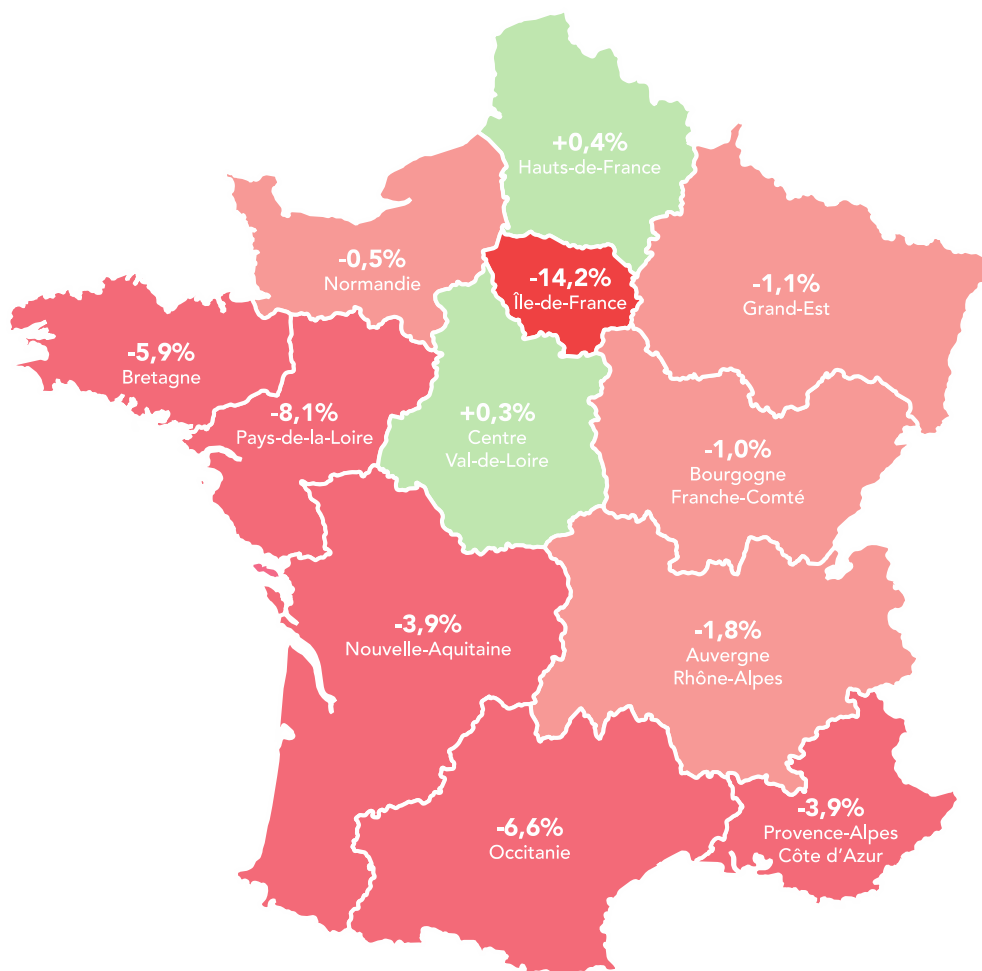 +0,4%
Hauts-de-France
-0,5%
Normandie
-14,2%
Île-de-France
-1,1%
Grand-Est
-5,9%
Bretagne
-8,1%
Pays-de-la-Loire
+0,3%
Centre
Val-de-Loire
-1,0%
Bourgogne
Franche-Comté
-3,9%
Nouvelle-Aquitaine
-1,8%
Auvergne
Rhône-Alpes
-6,6%
Occitanie
-3,9%
Provence-Alpes
Côte d'Azur